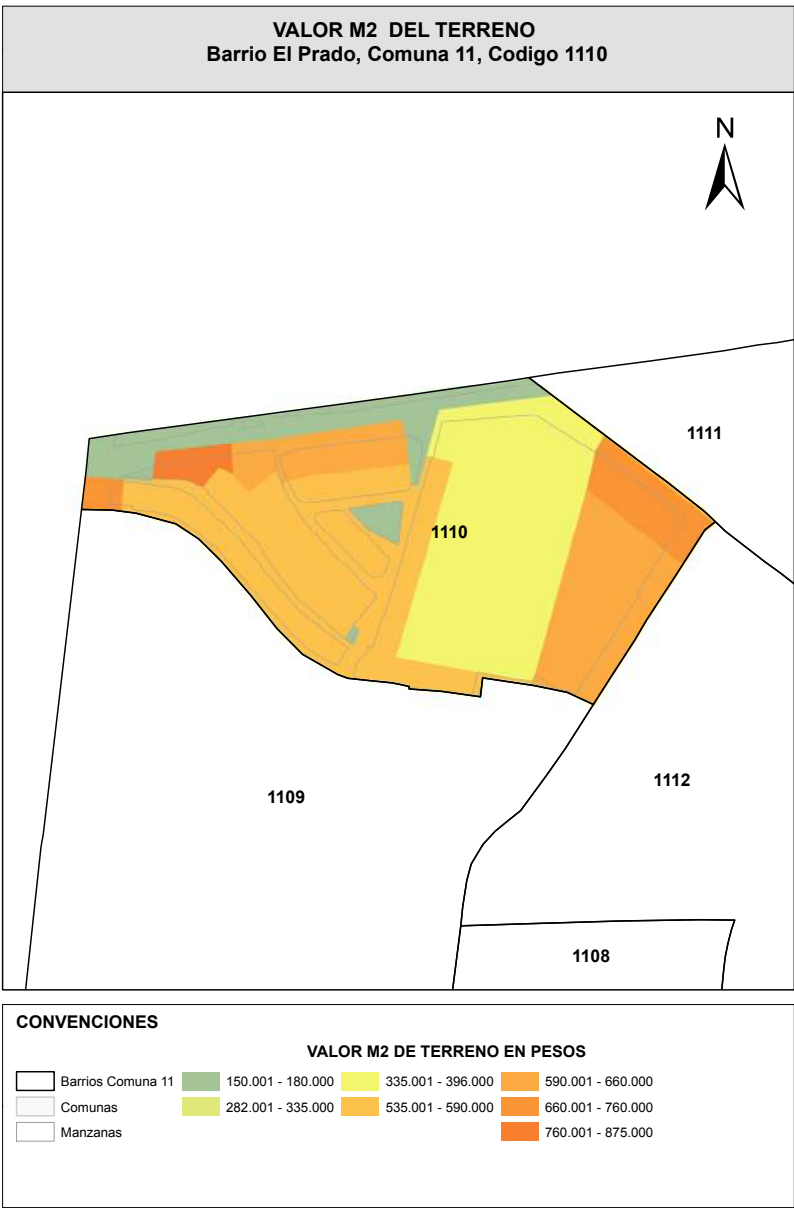 VALOR M2 DEL TERRENO
Barrio El Prado, Comuna 11, Codigo 1110
N
1111
1110
1109
1112
1108
CONVENCIONES
VALOR M2 DE TERRENO EN PESOS
Barrios Comuna 11 150.001 - 180.000 335.001 - 396.000 590.001 - 660.000
Comunas 282.001 - 335.000 535.001 - 590.000 660.001 - 760.000
Manzanas 760.001 - 875.000